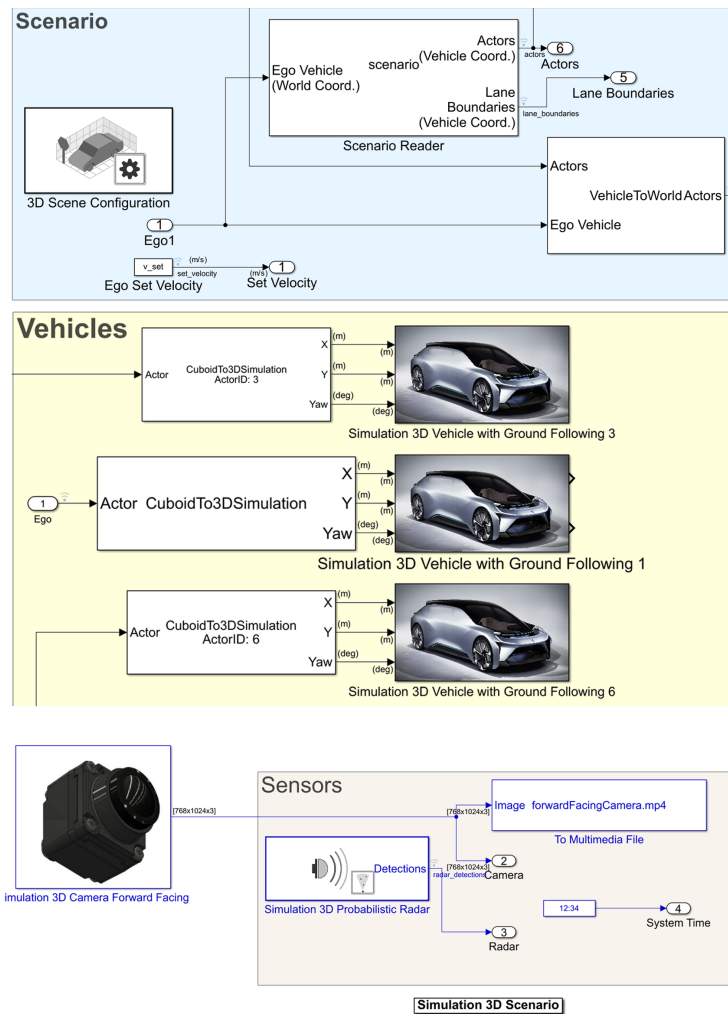 Scenario
Ego Vehicle
(World Coord.)
scenario
Actors
(Vehicle Coord.)
Lane
Boundaries
(Vehicle Coord.)
Scenario Reader
actors
6
Actors
5
Lane Boundaries
lane_boundaries
3D Scene Configuration
Actors
VehicleToWorld Actors
Ego Vehicle
1
Ego1
v_set
(m/s)
set_velocity
(m/s)
1
Ego Set Velocity
Set Velocity
Vehicles
Actor
CuboidTo3DSimulation
ActorID: 3
X
Y
Yaw
(m)
(m)
(m)
(m)
(deg)
(deg)
Simulation 3D Vehicle with Ground Following 3
1
Ego
Actor CuboidTo3DSimulation
X
Y
Yaw
(m)
(m)
(m)
(m)
(deg)
(deg)
Simulation 3D Vehicle with Ground Following 1
Actor
CuboidTo3DSimulation
ActorID: 6
X
Y
Yaw
(m)
(m)
(m)
(m)
(deg)
(deg)
Simulation 3D Vehicle with Ground Following 6
imulation 3D Camera Forward Facing
[768x1024x3]
Sensors
[768x1024x3]
Image forwardFacingCamera.mp4
To Multimedia File
Detections
Simulation 3D Probabilistic Radar
[768x1024x3]
radar_detections
2
Camera
3
Radar
12:34
4
System Time
Simulation 3D Scenario